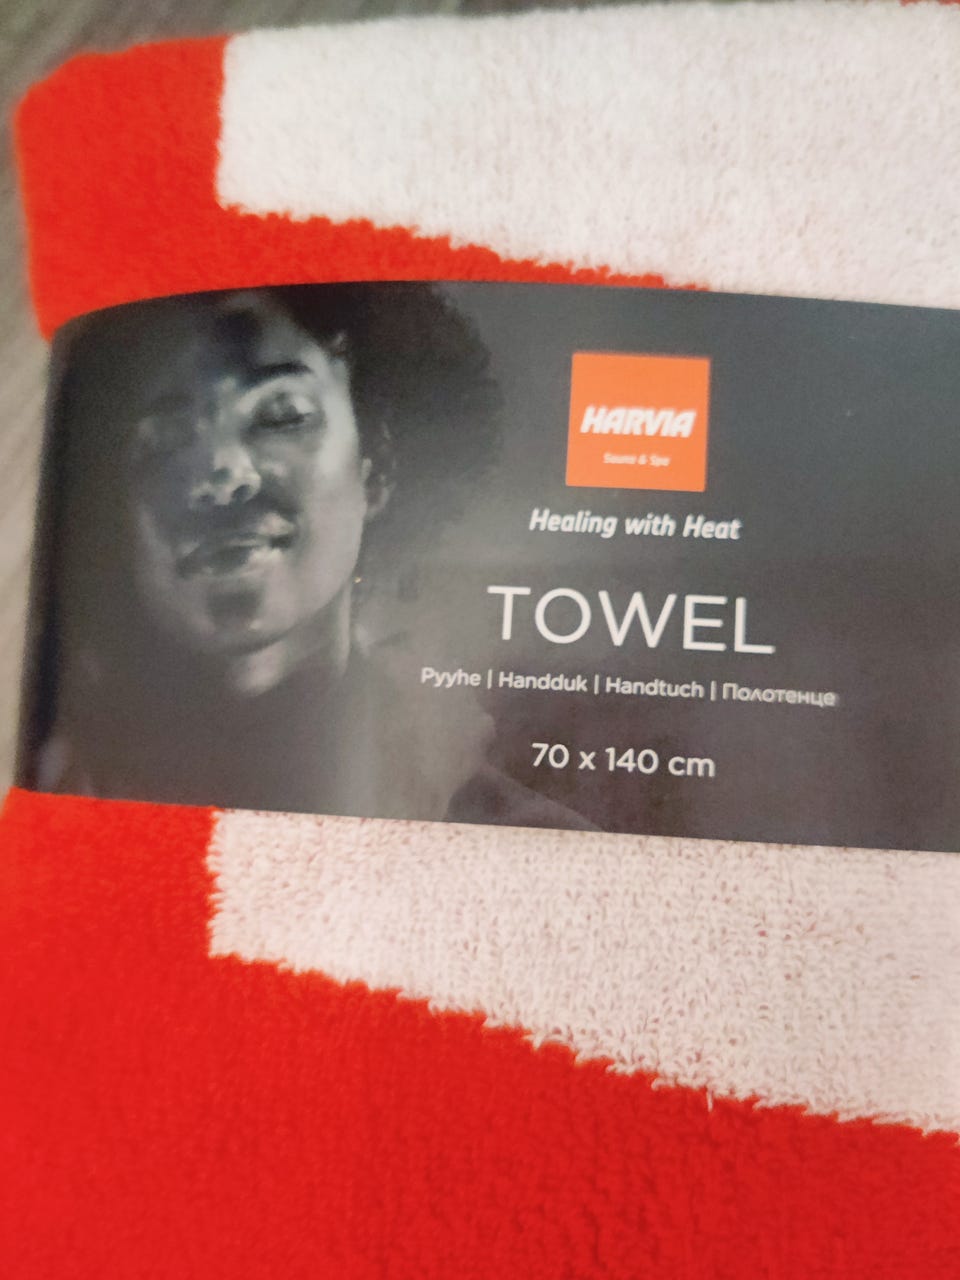 HARVIA
Sauna & Spa
Healing with Heat
TOWEL
Pyyhe | Handduk | Handtuch | Полотенце
70 x 140 cm